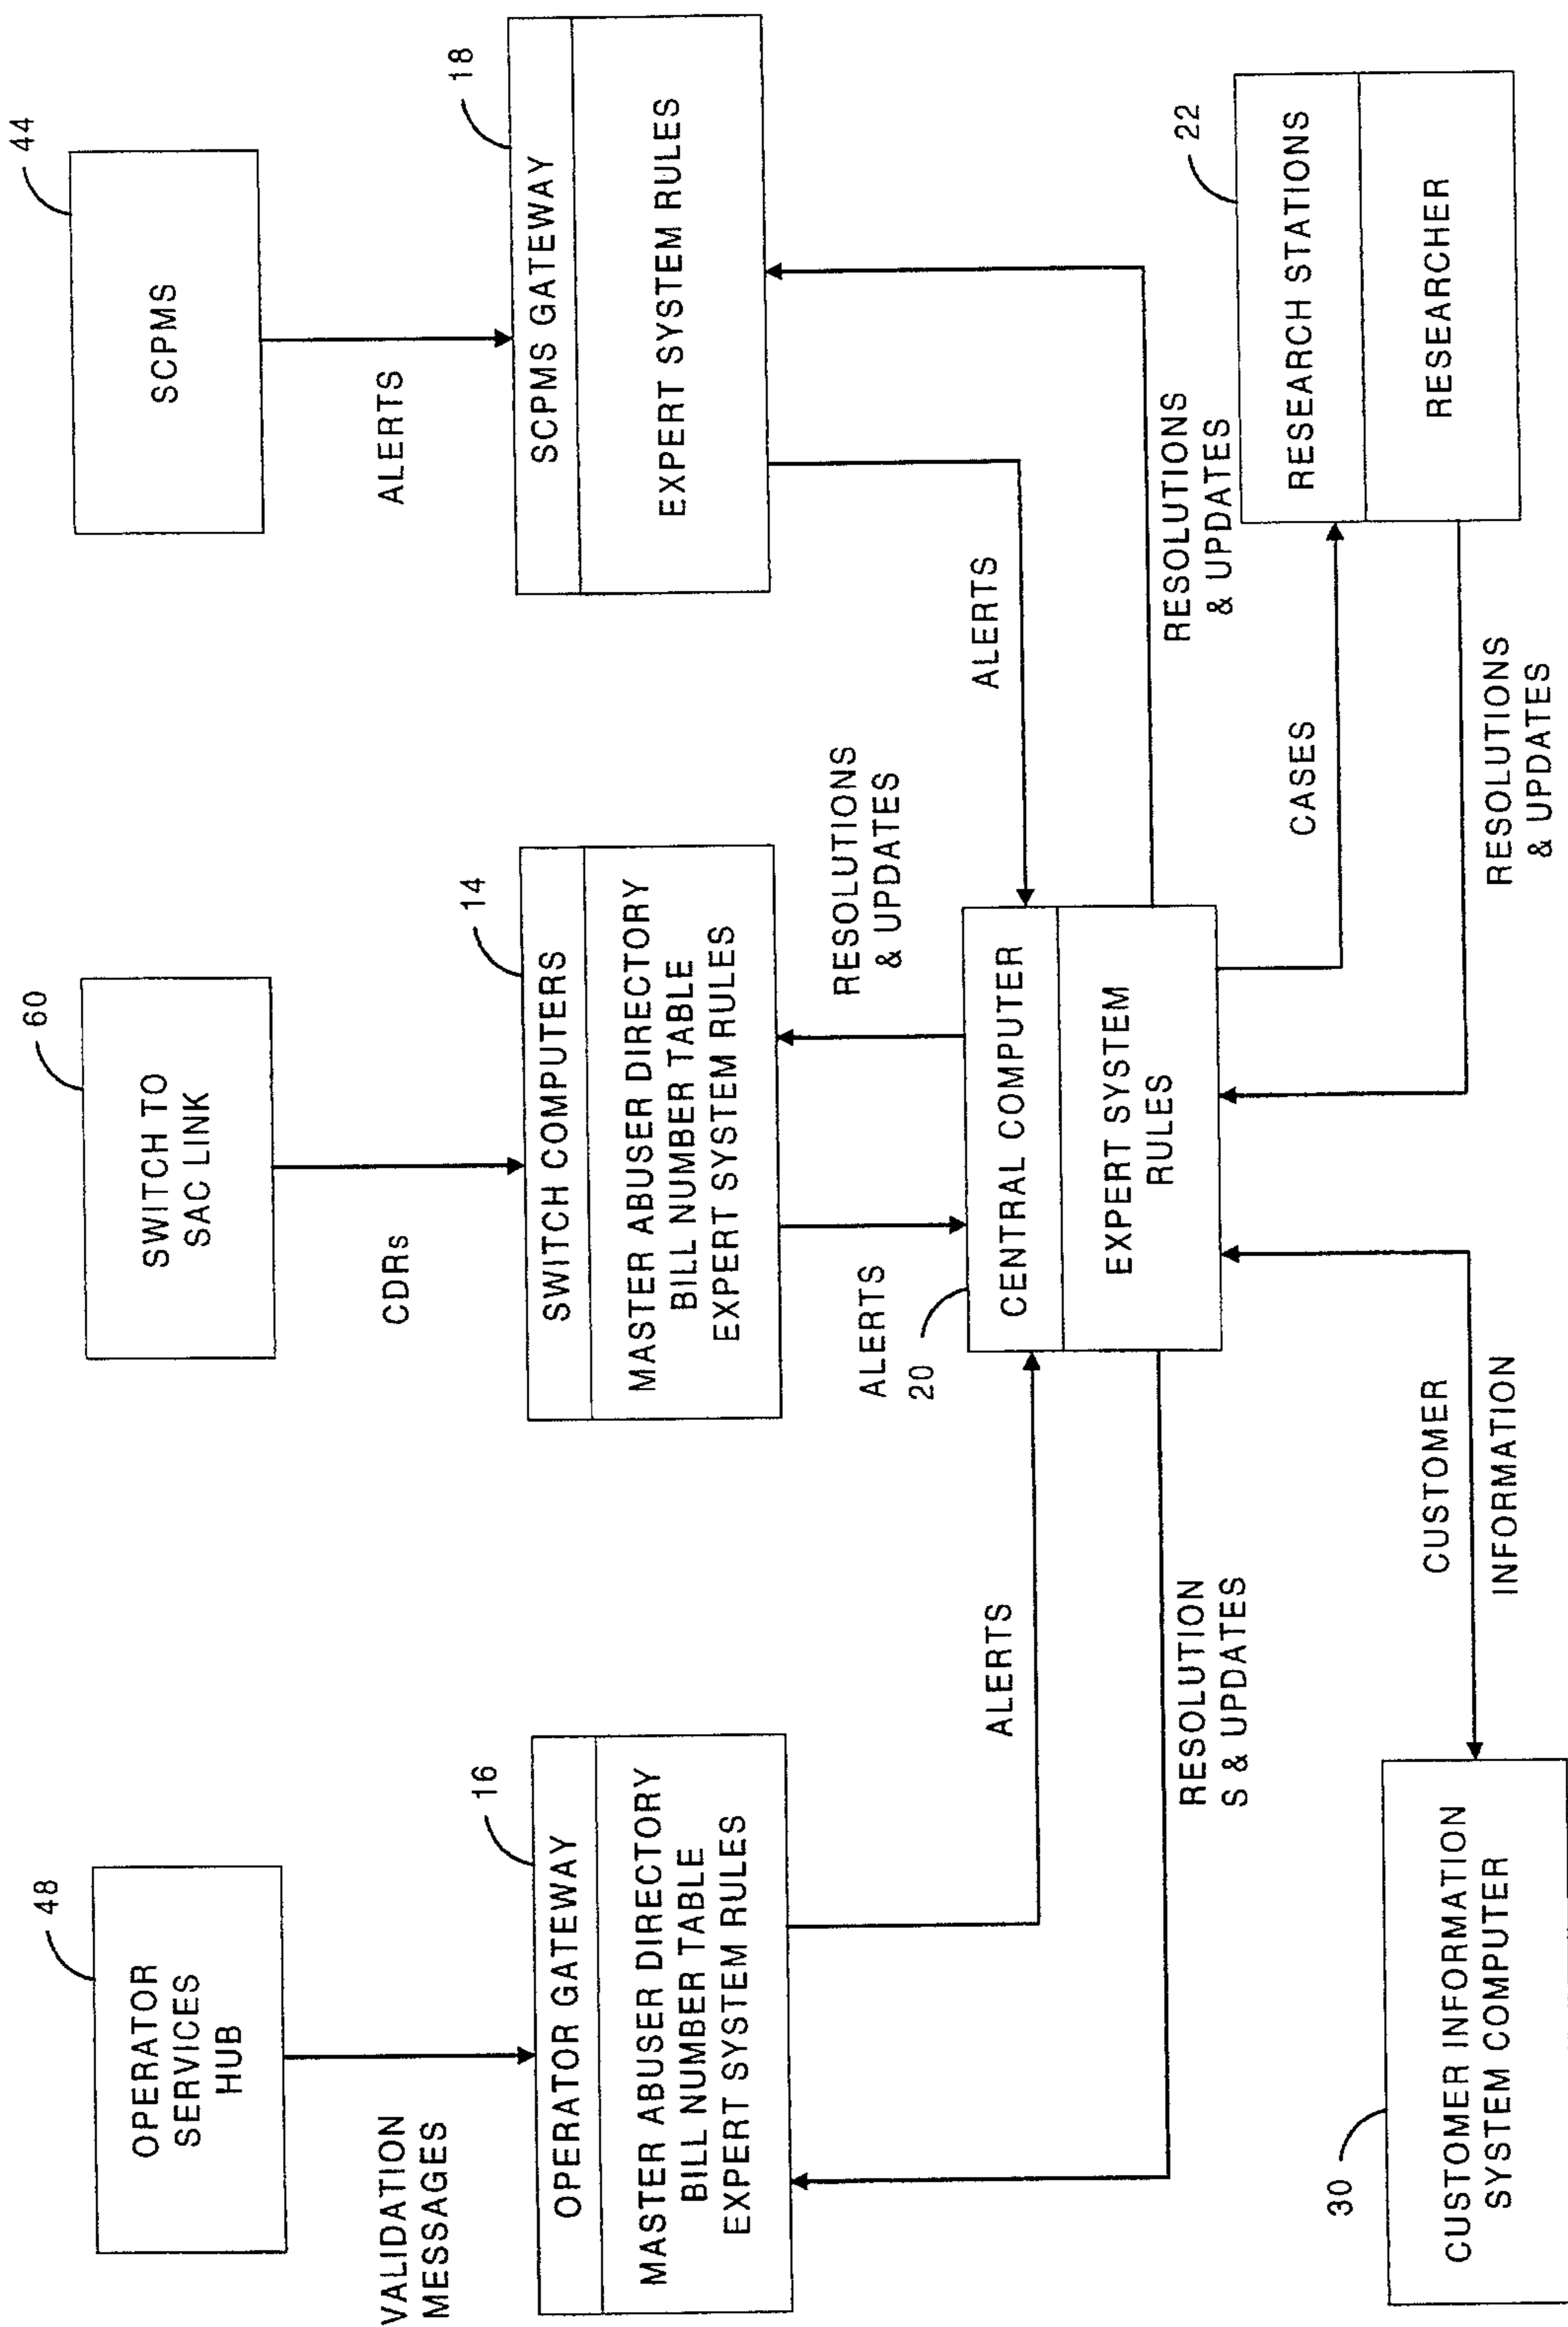 48
OPERATOR
SERVICES
HUB
60
SWITCH TO
SAC LINK
44
SCPMS
VALIDATION
MESSAGES
CDRs
ALERTS
16
OPERATOR GATEWAY
MASTER ABUSER DIRECTORY
BILL NUMBER TABLE
EXPERT SYSTEM RULES
14
SWITCH COMPUTERS
MASTER ABUSER DIRECTORY
BILL NUMBER TABLE
EXPERT SYSTEM RULES
18
SCPMS GATEWAY
EXPERT SYSTEM RULES
ALERTS
RESOLUTIONS
& UPDATES
ALERTS
20
ALERTS
CENTRAL COMPUTER
EXPERT SYSTEM
RULES
RESOLUTION
S & UPDATES
RESOLUTIONS
& UPDATES
22
RESEARCH STATIONS
RESEARCHER
CASES
RESOLUTIONS
& UPDATES
CUSTOMER
INFORMATION
30
CUSTOMER INFORMATION
SYSTEM COMPUTER